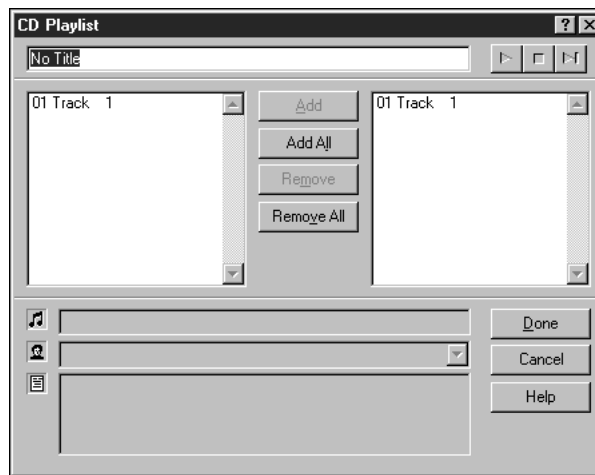 CD Playlist
No Title
01 Track 1
Add
Add All
Remove
Remove All
01 Track 1
Done
Cancel
Help